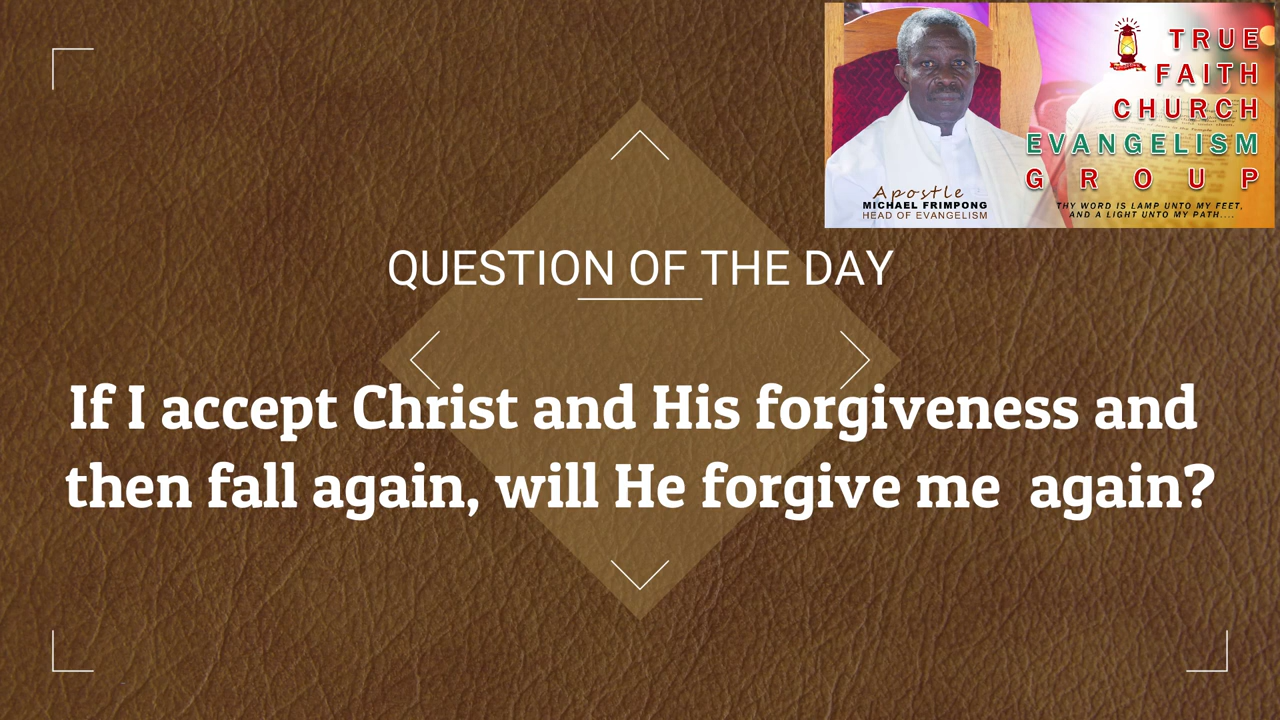 TRUE
FAITH
CHURCH
EVANGELISM
GROUP
THY WORD IS LAMP UNTO MY FEET,
AND A LIGHT UNTO MY PATH....
Apostle
MICHAEL FRIMPONG
HEAD OF EVANGELISM
QUESTION OF THE DAY
If I accept Christ and His forgiveness and
then fall again, will He forgive me again?